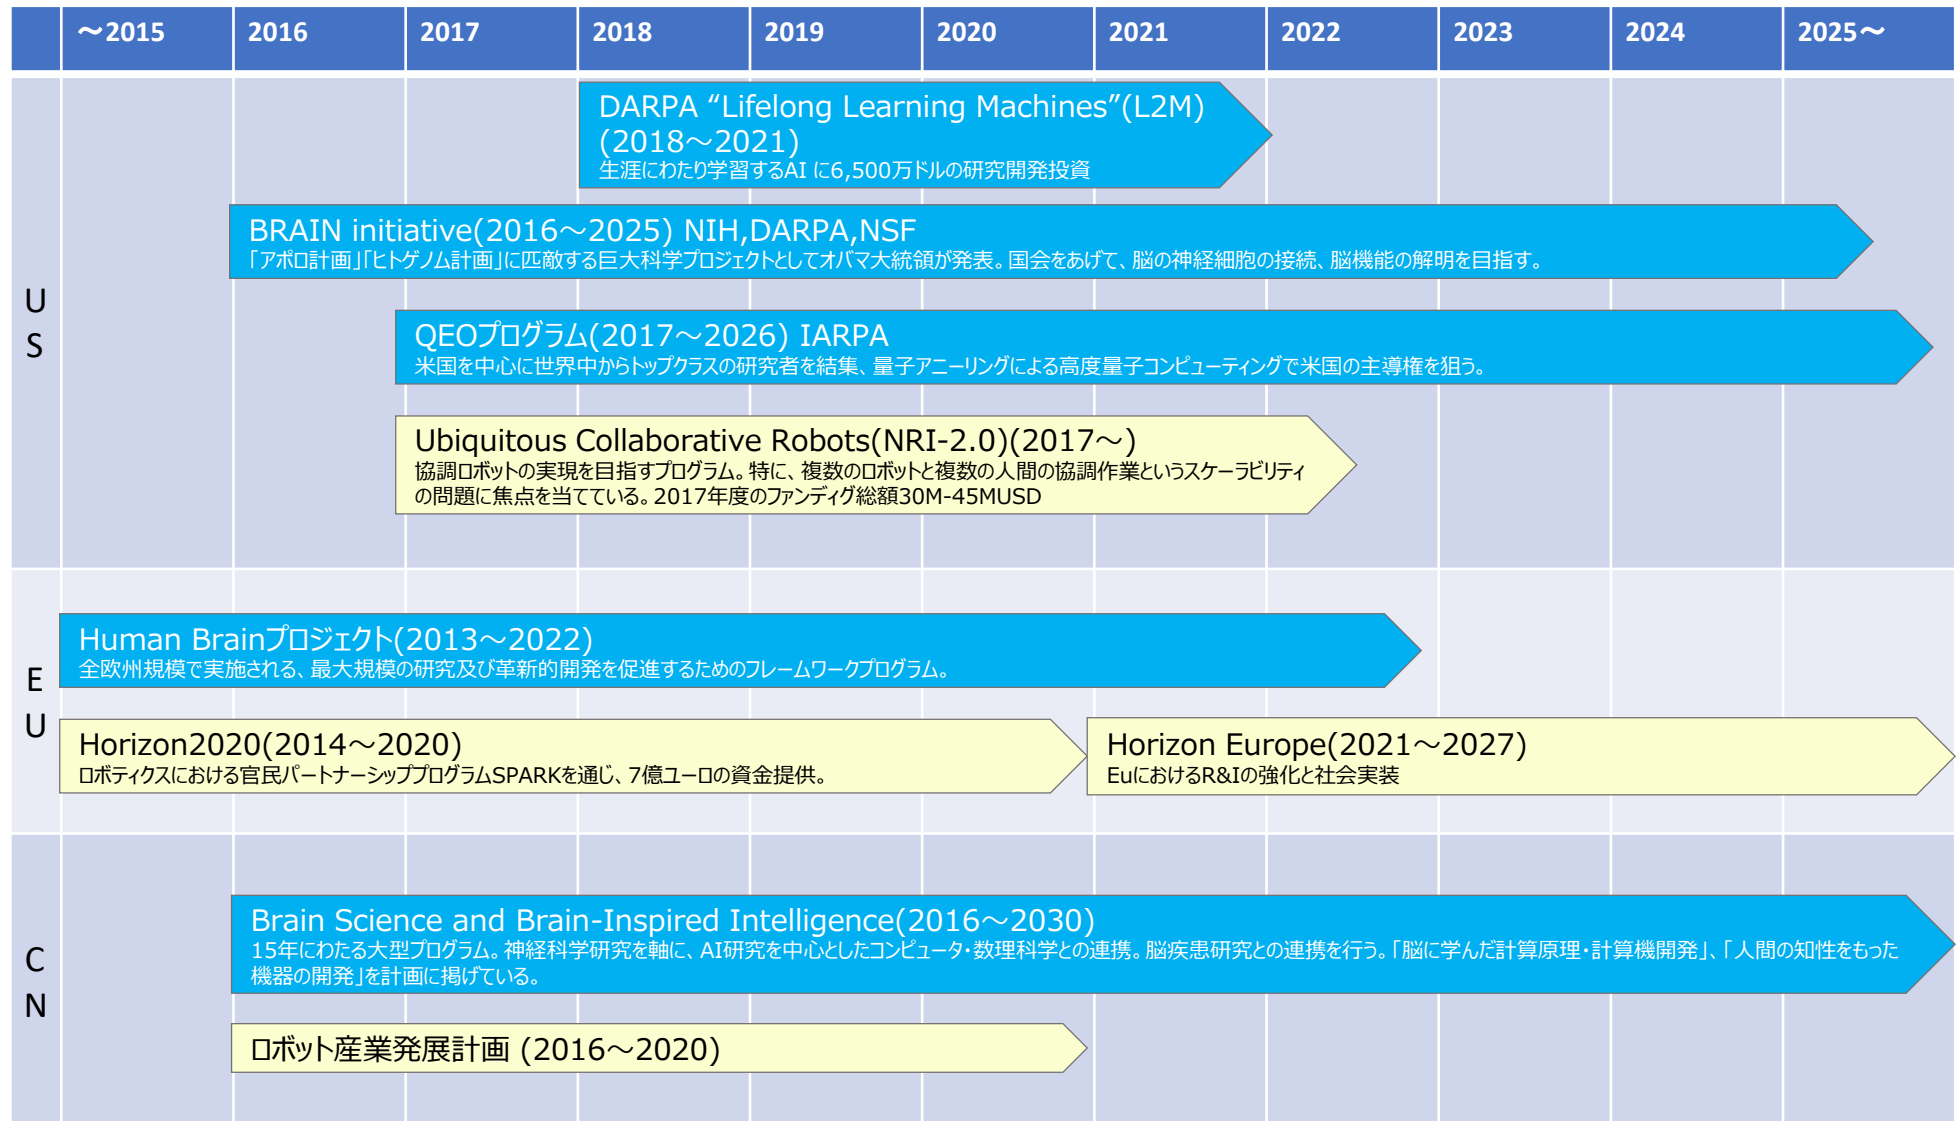 ～2015 2016 2017 2018 2019 2020 2021 2022 2023 2024 2025～
US
DARPA “Lifelong Learning Machines”(L2M)
(2018～2021)
生涯にわたり学習するAI に6,500万ドルの研究開発投資
BRAIN initiative(2016～2025) NIH,DARPA,NSF
「アポロ計画」「ヒトゲノム計画」に匹敵する巨大科学プロジェクトとしてオバマ大統領が発表。国会をあげて、脳の神経細胞の接続、脳機能の解明を目指す。
QEOプログラム(2017～2026) IARPA
米国を中心に世界中からトップクラスの研究者を結集、量子アニーリングによる高度量子コンピューティングで米国の主導権を狙う。
Ubiquitous Collaborative Robots(NRI-2.0)(2017～)
協調ロボットの実現を目指すプログラム。特に、複数のロボットと複数の人間の協調作業というスケーラビリティ
の問題に焦点を当てている。2017年度のファンディグ総額30M-45MUSD
EU
Human Brainプロジェクト(2013～2022)
全欧州規模で実施される、最大規模の研究及び革新的開発を促進するためのフレームワークプログラム。
Horizon2020(2014～2020)
ロボティクスにおける官民パートナーシッププログラムSPARKを通じ、7億ユーロの資金提供。
Horizon Europe(2021～2027)
EuにおけるR&Iの強化と社会実装
CN
Brain Science and Brain-Inspired Intelligence(2016～2030)
15年にわたる大型プログラム。神経科学研究を軸に、AI研究を中心としたコンピュータ・数理科学との連携。脳疾患研究との連携を行う。「脳に学んだ計算原理・計算機開発」、「人間の知性をもった
機器の開発」を計画に掲げている。
ロボット産業発展計画 (2016～2020)